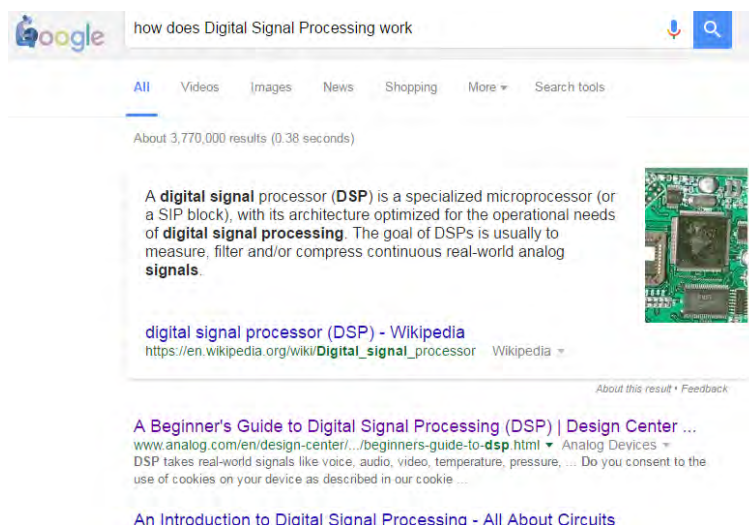 Google
how does Digital Signal Processing work
All Videos Images News Shopping More Search tools
About 3,770,000 results (0.38 seconds)
A digital signal processor (DSP) is a specialized microprocessor (or
a SIP block), with its architecture optimized for the operational needs
of digital signal processing. The goal of DSPs is usually to
measure, filter and/or compress continuous real-world analog
signals.
digital signal processor (DSP) - Wikipedia
https://en.wikipedia.org/wiki/Digital_signal_processor Wikipedia
About this result • Feedback
A Beginner's Guide to Digital Signal Processing (DSP) | Design Center ...
www.analog.com/en/design-center/.../beginners-guide-to-dsp.html Analog Devices
DSP takes real-world signals like voice, audio, video, temperature, pressure, ... Do you consent to the
use of cookies on your device as described in our cookie ...
An Introduction to Digital Signal Processing - All About Circuits